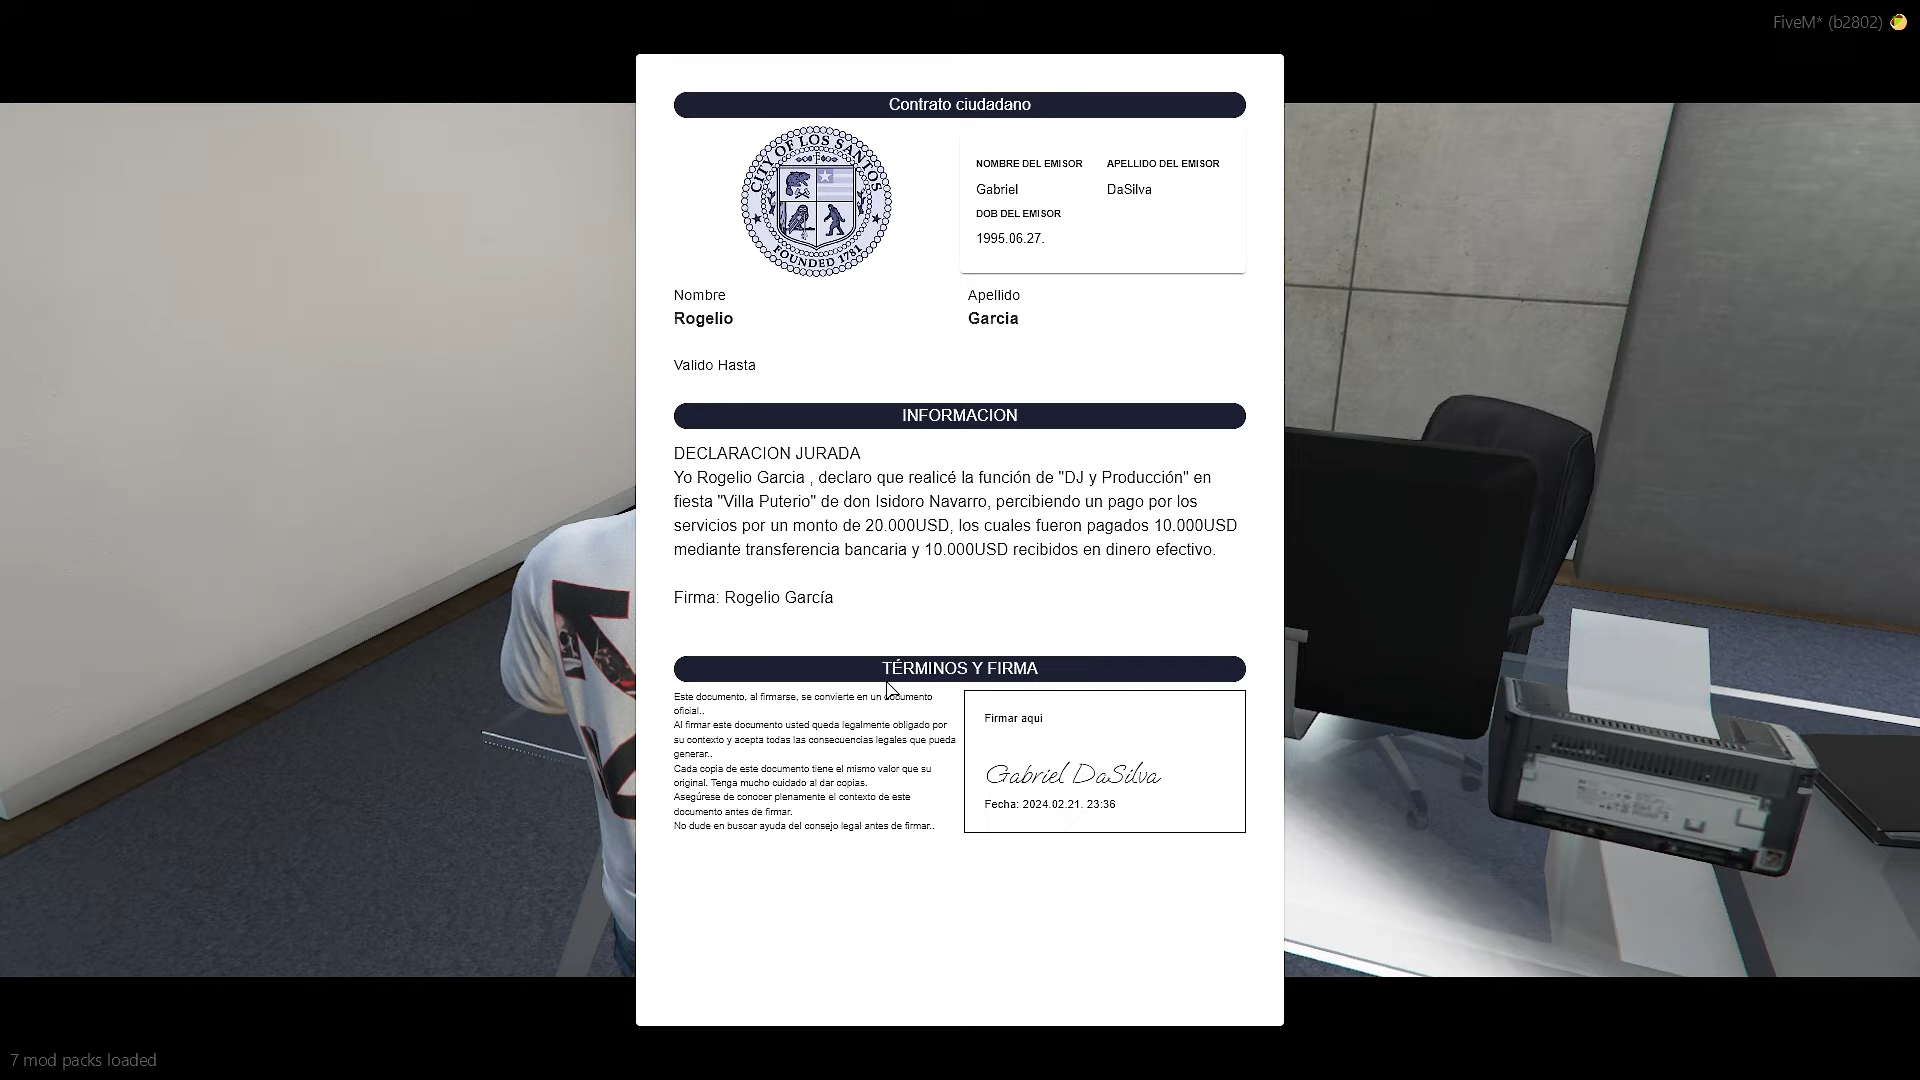 FiveM* (b2802)
Contrato ciudadano
CITY OF LOS SANTOS
FOUNDED 1781
NOMBRE DEL EMISOR APELLIDO DEL EMISOR
Gabriel DaSilva
DOB DEL EMISOR
1995.06.27.
Nombre Apellido
Rogelio Garcia
Valido Hasta
INFORMACION
DECLARACION JURADA
Yo Rogelio Garcia , declaro que realicé la función de "DJ y Producción" en
fiesta "Villa Puterio" de don Isidoro Navarro, percibiendo un pago por los
servicios por un monto de 20.000USD, los cuales fueron pagados 10.000USD
mediante transferencia bancaria y 10.000USD recibidos en dinero efectivo.
Firma: Rogelio García
TÉRMINOS Y FIRMA
Este documento, al firmarse, se convierte en un documento
oficial..
Al firmar este documento usted queda legalmente obligado por
su contexto y acepta todas las consecuencias legales que pueda
generar..
Cada copia de este documento tiene el mismo valor que su
original. Tenga mucho cuidado al dar copias.
Asegúrese de conocer plenamente el contexto de este
documento antes de firmar.
No dude en buscar ayuda del consejo legal antes de firmar..
Firmar aqui
Gabriel DaSilva
Fecha: 2024.02.21. 23:36
7 mod packs loaded